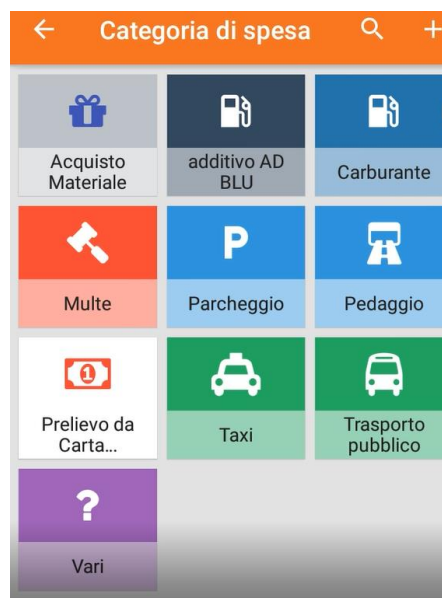 Categoria di spesa
Acquisto
Materiale
additivo AD
BLU
Carburante
Multe
P
Parcheggio
Pedaggio
1
Prelievo da
Carta...
Taxi
Trasporto
pubblico
?
Vari